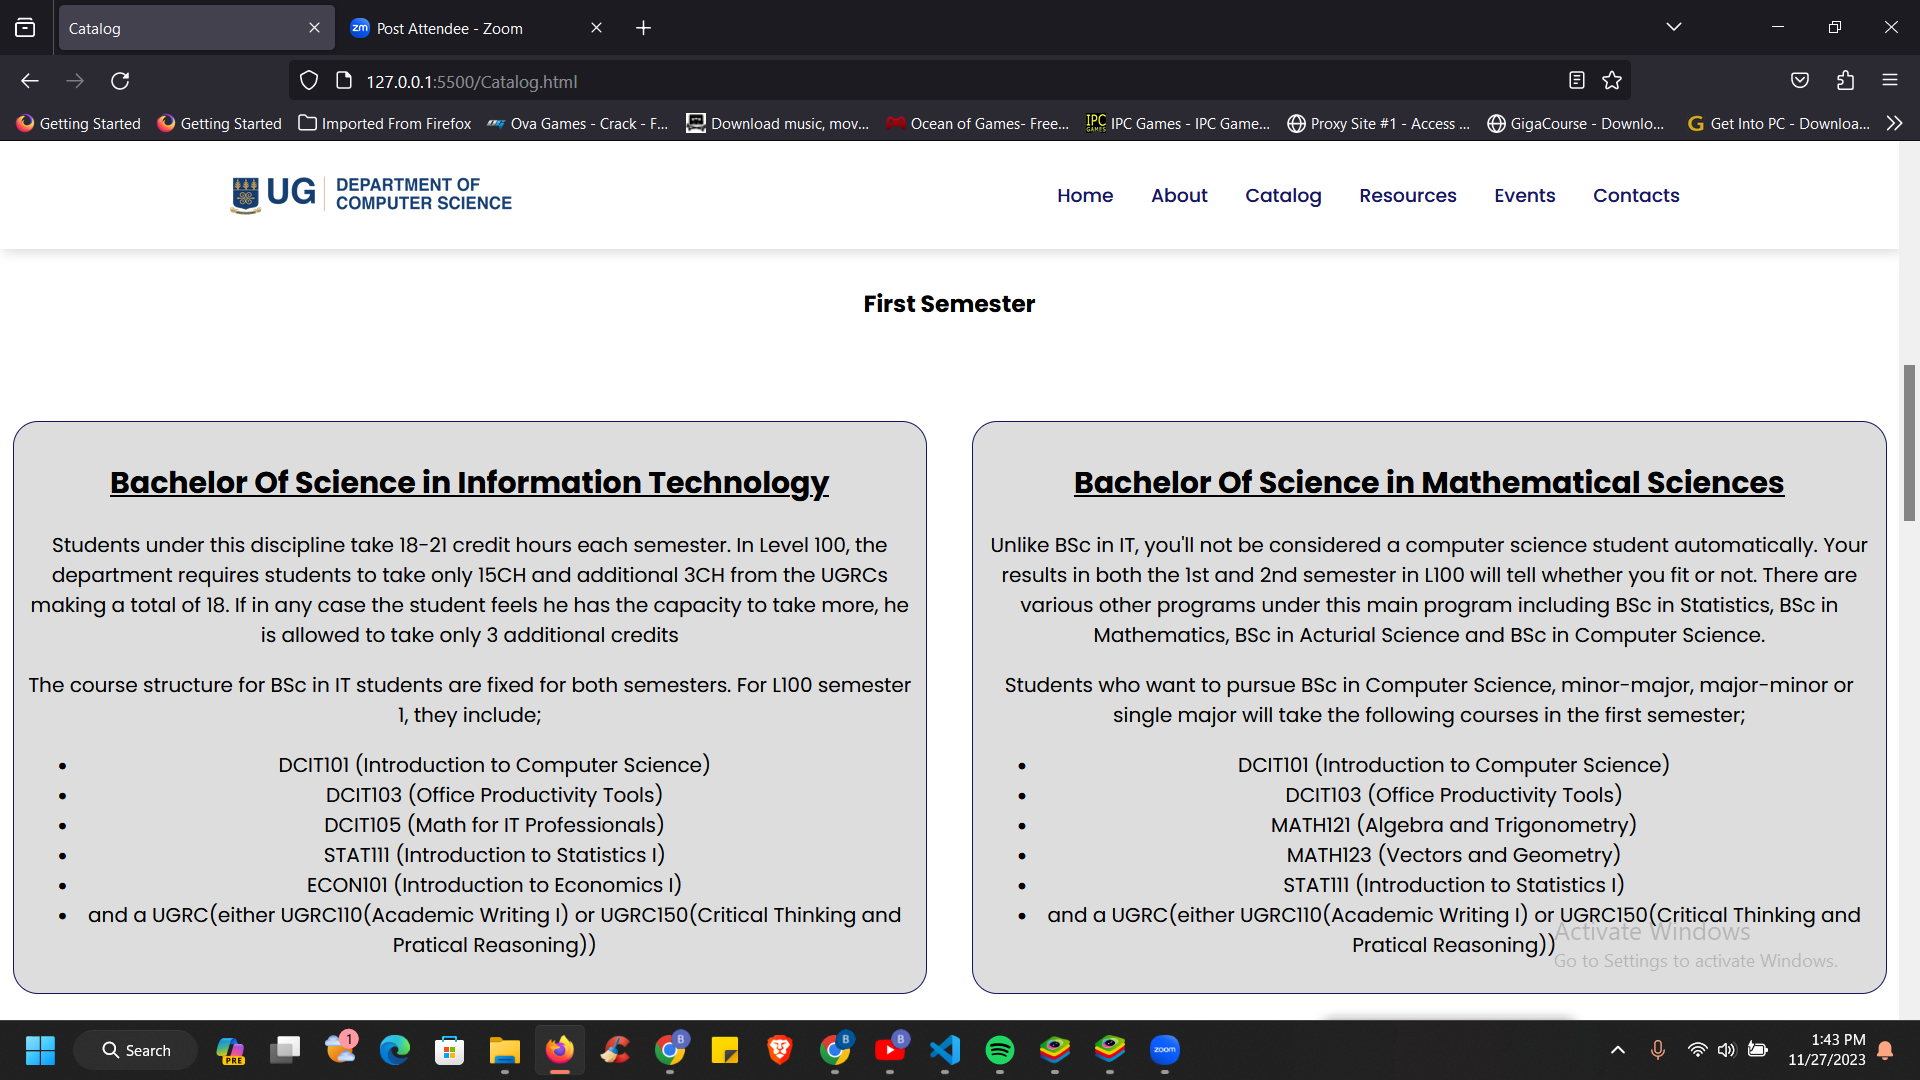 Catalog
zm Post Attendee - Zoom
127.0.0.1:5500/Catalog.html
Getting Started
Getting Started
Imported From Firefox
Ova Games - Crack - F...
Download music, mov...
Ocean of Games- Free...
IPC GAMES IPC Games - IPC Game...
Proxy Site #1 - Access ...
GigaCourse - Downlo...
G Get Into PC - Downloa...
UG DEPARTMENT OF
COMPUTER SCIENCE
Home About Catalog Resources Events Contacts
First Semester
Bachelor Of Science in Information Technology
Students under this discipline take 18-21 credit hours each semester. In Level 100, the
department requires students to take only 15CH and additional 3CH from the UGRCs
making a total of 18. If in any case the student feels he has the capacity to take more, he
is allowed to take only 3 additional credits
The course structure for BSc in IT students are fixed for both semesters. For L100 semester
1, they include;
• DCIT101 (Introduction to Computer Science)
• DCIT103 (Office Productivity Tools)
• DCIT105 (Math for IT Professionals)
• STAT111 (Introduction to Statistics I)
• ECON101 (Introduction to Economics I)
• and a UGRC(either UGRC110(Academic Writing I) or UGRC150(Critical Thinking and
Pratical Reasoning))
Bachelor Of Science in Mathematical Sciences
Unlike BSc in IT, you'll not be considered a computer science student automatically. Your
results in both the 1st and 2nd semester in L100 will tell whether you fit or not. There are
various other programs under this main program including BSc in Statistics, BSc in
Mathematics, BSc in Acturial Science and BSc in Computer Science.
Students who want to pursue BSc in Computer Science, minor-major, major-minor or
single major will take the following courses in the first semester;
• DCIT101 (Introduction to Computer Science)
• DCIT103 (Office Productivity Tools)
• MATH121 (Algebra and Trigonometry)
• MATH123 (Vectors and Geometry)
• STAT111 (Introduction to Statistics I)
• and a UGRC(either UGRC110(Academic Writing I) or UGRC150(Critical Thinking and
Pratical Reasoning))
Activate Windows
Go to Settings to activate Windows.
Search
PRE
1
B
B
B
zoom
1:43 PM
11/27/2023